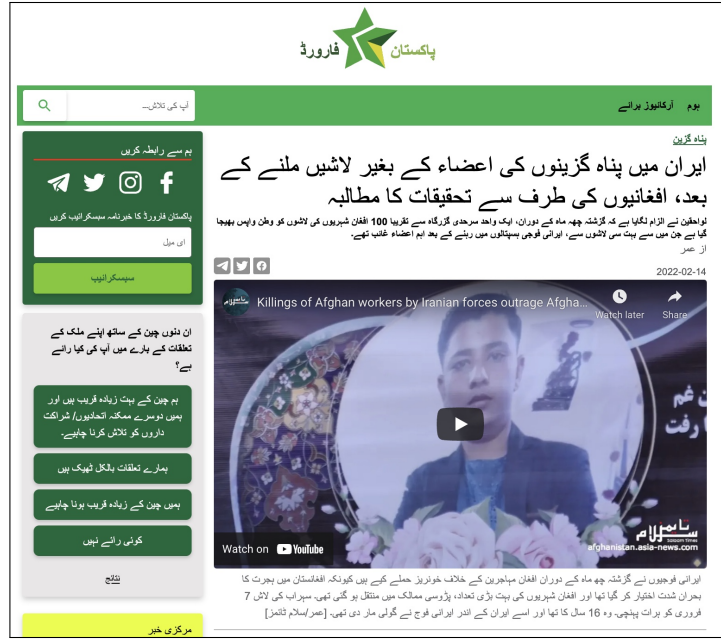 پاکستان فارورڈ
ہوم آرکائیوز برائے
آپ کی تلاش...
پناہ گزین
ایران میں پناہ گزینوں کی اعضاء کے بغیر لاشیں ملنے کے
بعد، افغانیوں کی طرف سے تحقیقات کا مطالبہ
لواحقین نے الزام لگایا ہے کہ گزشتہ چھ ماہ کے دوران، ایک واحد سرحدی گزرگاہ سے تقریبا 100 افغان شہریوں کی لاشوں کو وطن واپس بھیجا
گیا ہے جن میں سے بہت سی لاشوں سے، ایرانی فوجی ہسپتالوں میں رہنے کے بعد اہم اعضاء غائب تھے۔
از عمر
2022-02-14
Killings of Afghan workers by Iranian forces outrage Afgha...
Watch later
Share
ن غم
رفت
سلام تایمز
Salaam Times
afghanistan.asia-news.com
Watch on YouTube
ایرانی فوجیوں نے گزشتہ چھ ماہ کے دوران افغان مہاجرین کے خلاف خونریز حملے کیے ہیں کیونکہ افغانستان میں ہجرت کا
بحران شدت اختیار کر گیا تھا اور افغان شہریوں کی بہت بڑی تعداد، پڑوسی ممالک میں منتقل ہو گئی تھی۔ سہراب کی لاش 7
فروری کو ہرات پہنچی۔ وہ 16 سال کا تھا اور اسے ایران کے اندر ایرانی فوج نے گولی مار دی تھی۔ [عمر/سلام ٹائمز]
ہم سے رابطہ کریں
پاکستان فارورڈ کا خبرنامہ سبسکرائیب کریں
ای میل
سبسکرائیب
ان دنوں چین کے ساتھ اپنے ملک کے
تعلقات کے بارے میں آپ کی کیا رائے
ہے؟
ہم چین کے بہت زیادہ قریب ہیں اور
ہمیں دوسرے ممکنہ اتحادیوں/ شراکت
داروں کو تلاش کرنا چاہیے۔
ہمارے تعلقات بالکل ٹھیک ہیں
ہمیں چین کے زیادہ قریب ہونا چاہیے
کوئی رائے نہیں
نتائج
مرکزی خبر